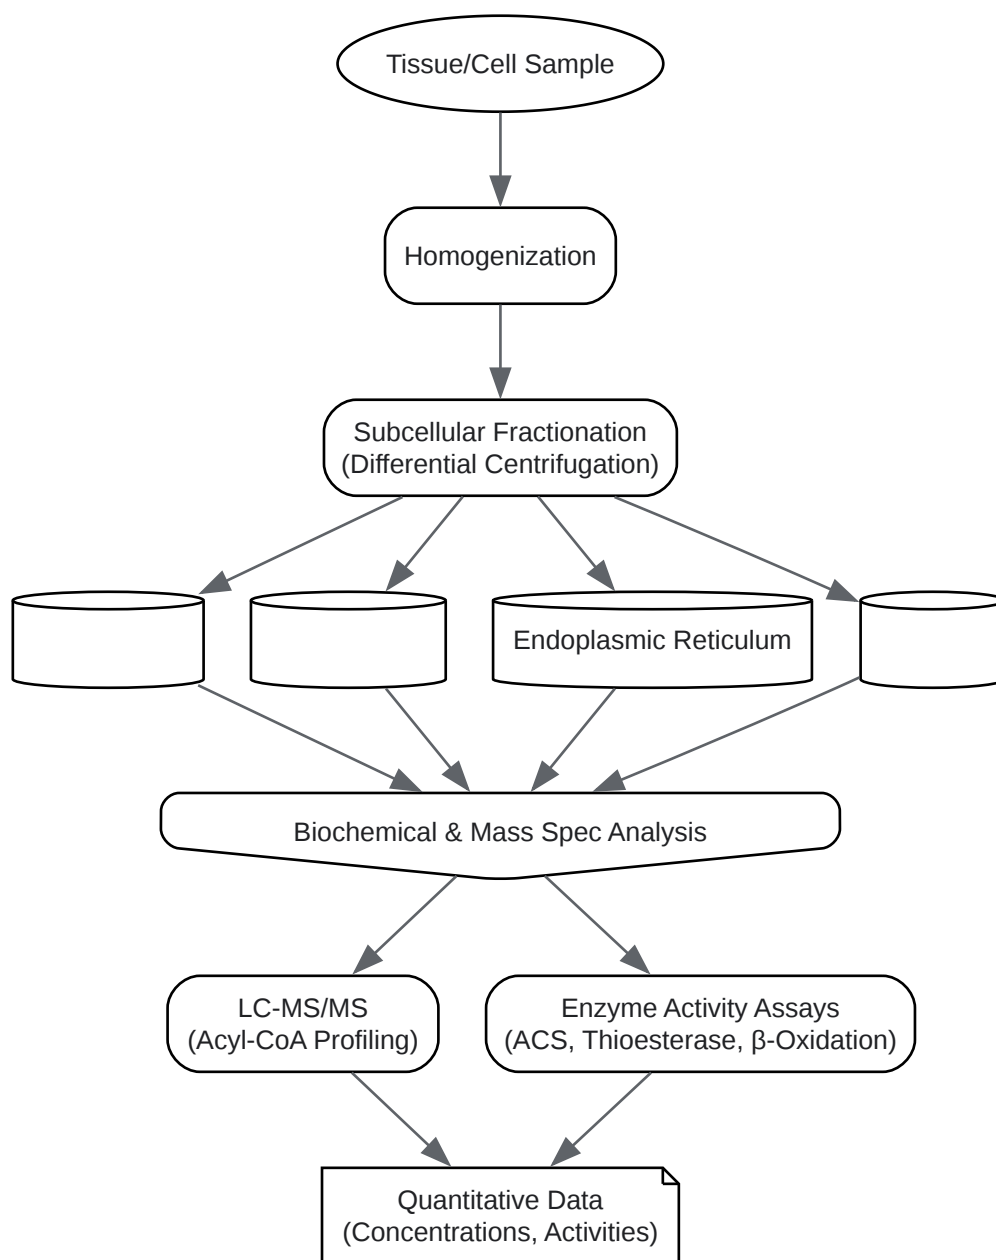 Tissue/Cell Sample
Homogenization
Subcellular Fractionation
(Differential Centrifugation)
Endoplasmic Reticulum
Biochemical & Mass Spec Analysis
LC-MS/MS
(Acyl-CoA Profiling)
Enzyme Activity Assays
(ACS, Thioesterase, β-Oxidation)
Quantitative Data
(Concentrations, Activities)